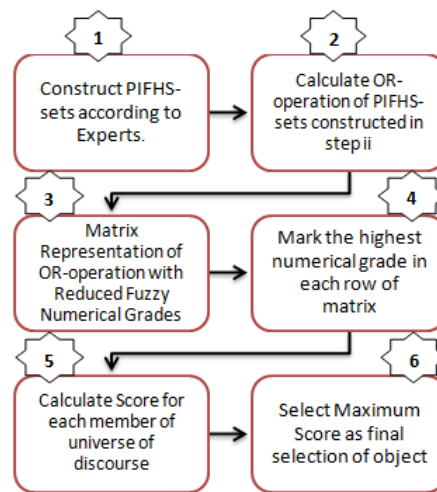 1
Construct PIFHS-
sets according to
Experts.
2
Calculate OR-
operation of PIFHS-
sets constructed in
step ii
3
Matrix
Representation of
OR-operation with
Reduced Fuzzy
Numerical Grades
4
Mark the highest
numerical grade in
each row of
matrix
5
Calculate Score for
each member of
universe of
discourse
6
Select Maximum
Score as final
selection of object